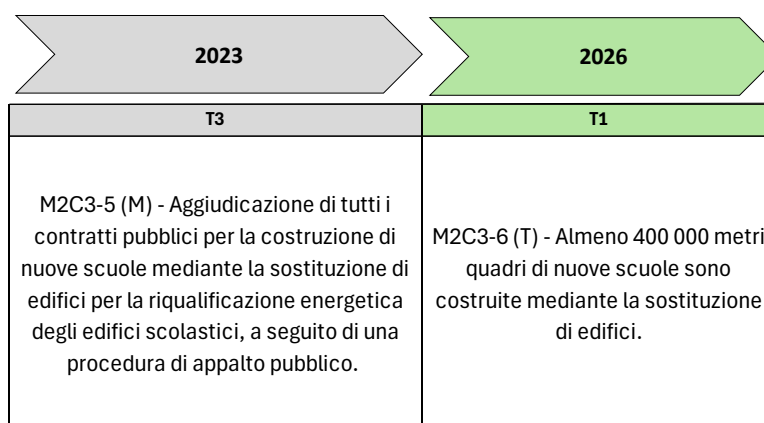 2023
2026
T3
T1
M2C3-5 (M) - Aggiudicazione di tutti i
contratti pubblici per la costruzione di
nuove scuole mediante la sostituzione di
edifici per la riqualificazione energetica
degli edifici scolastici, a seguito di una
procedura di appalto pubblico.
M2C3-6 (T) - Almeno 400 000 metri
quadri di nuove scuole sono
costruite mediante la sostituzione
di edifici.